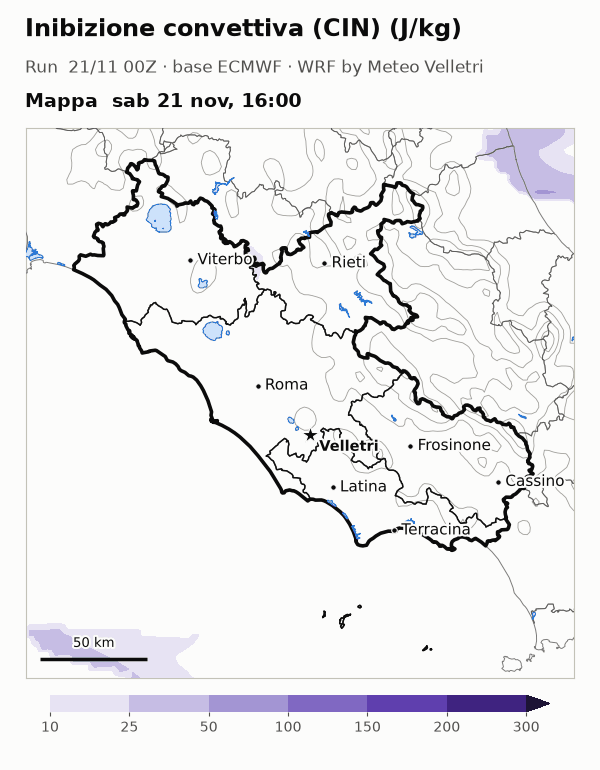 Inibizione convettiva (CIN) (J/kg)
Run  21/11 00Z · base ECMWF · WRF by Meteo Velletri
Mappa  sab 21 nov, 16:00
Viterbo
Rieti
Roma
Velletri
Frosinone
Latina
Cassino
Terracina
50 km
10 25 50 100 150 200 300